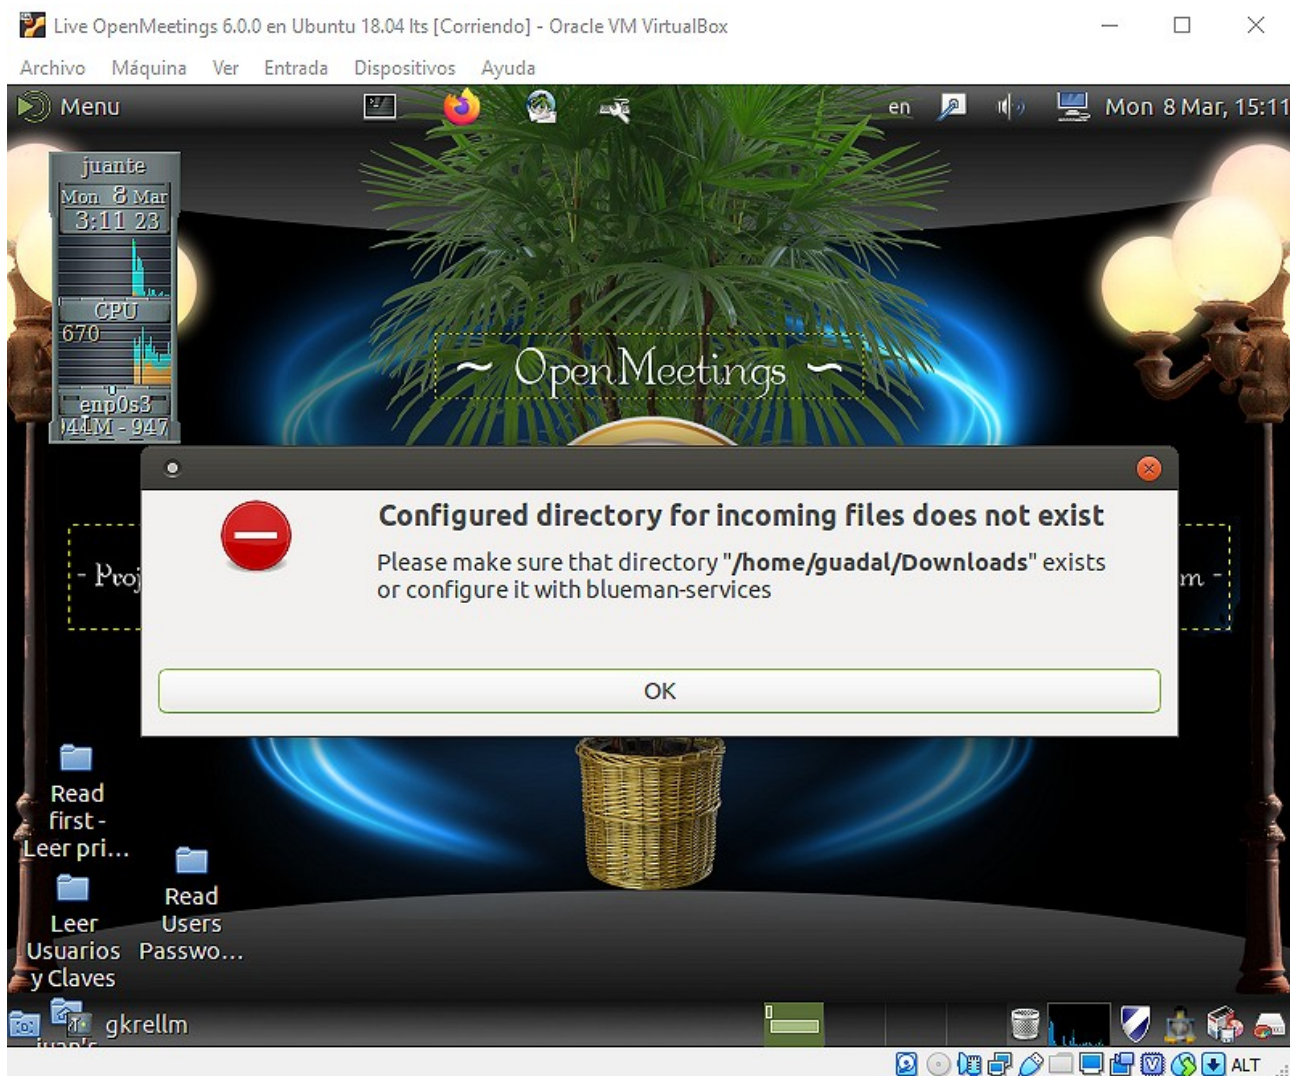 Live OpenMeetings 6.0.0 en Ubuntu 18.04 lts [Corriendo] - Oracle VM VirtualBox
Archivo Máquina Ver Entrada Dispositivos Ayuda
Menu
en
Mon 8 Mar, 15:11
juante
Mon 8 Mar
3:11 23
CPU
670
enp0s3
- 947
~ OpenMeetings ~
Configured directory for incoming files does not exist
Please make sure that directory "/home/guadal/Downloads" exists
or configure it with blueman-services
OK
- Proj
m -
Read
first -
Leer pri...
Read
Users
Passwo...
Leer
Usuarios
y Claves
gkrellm
ALT